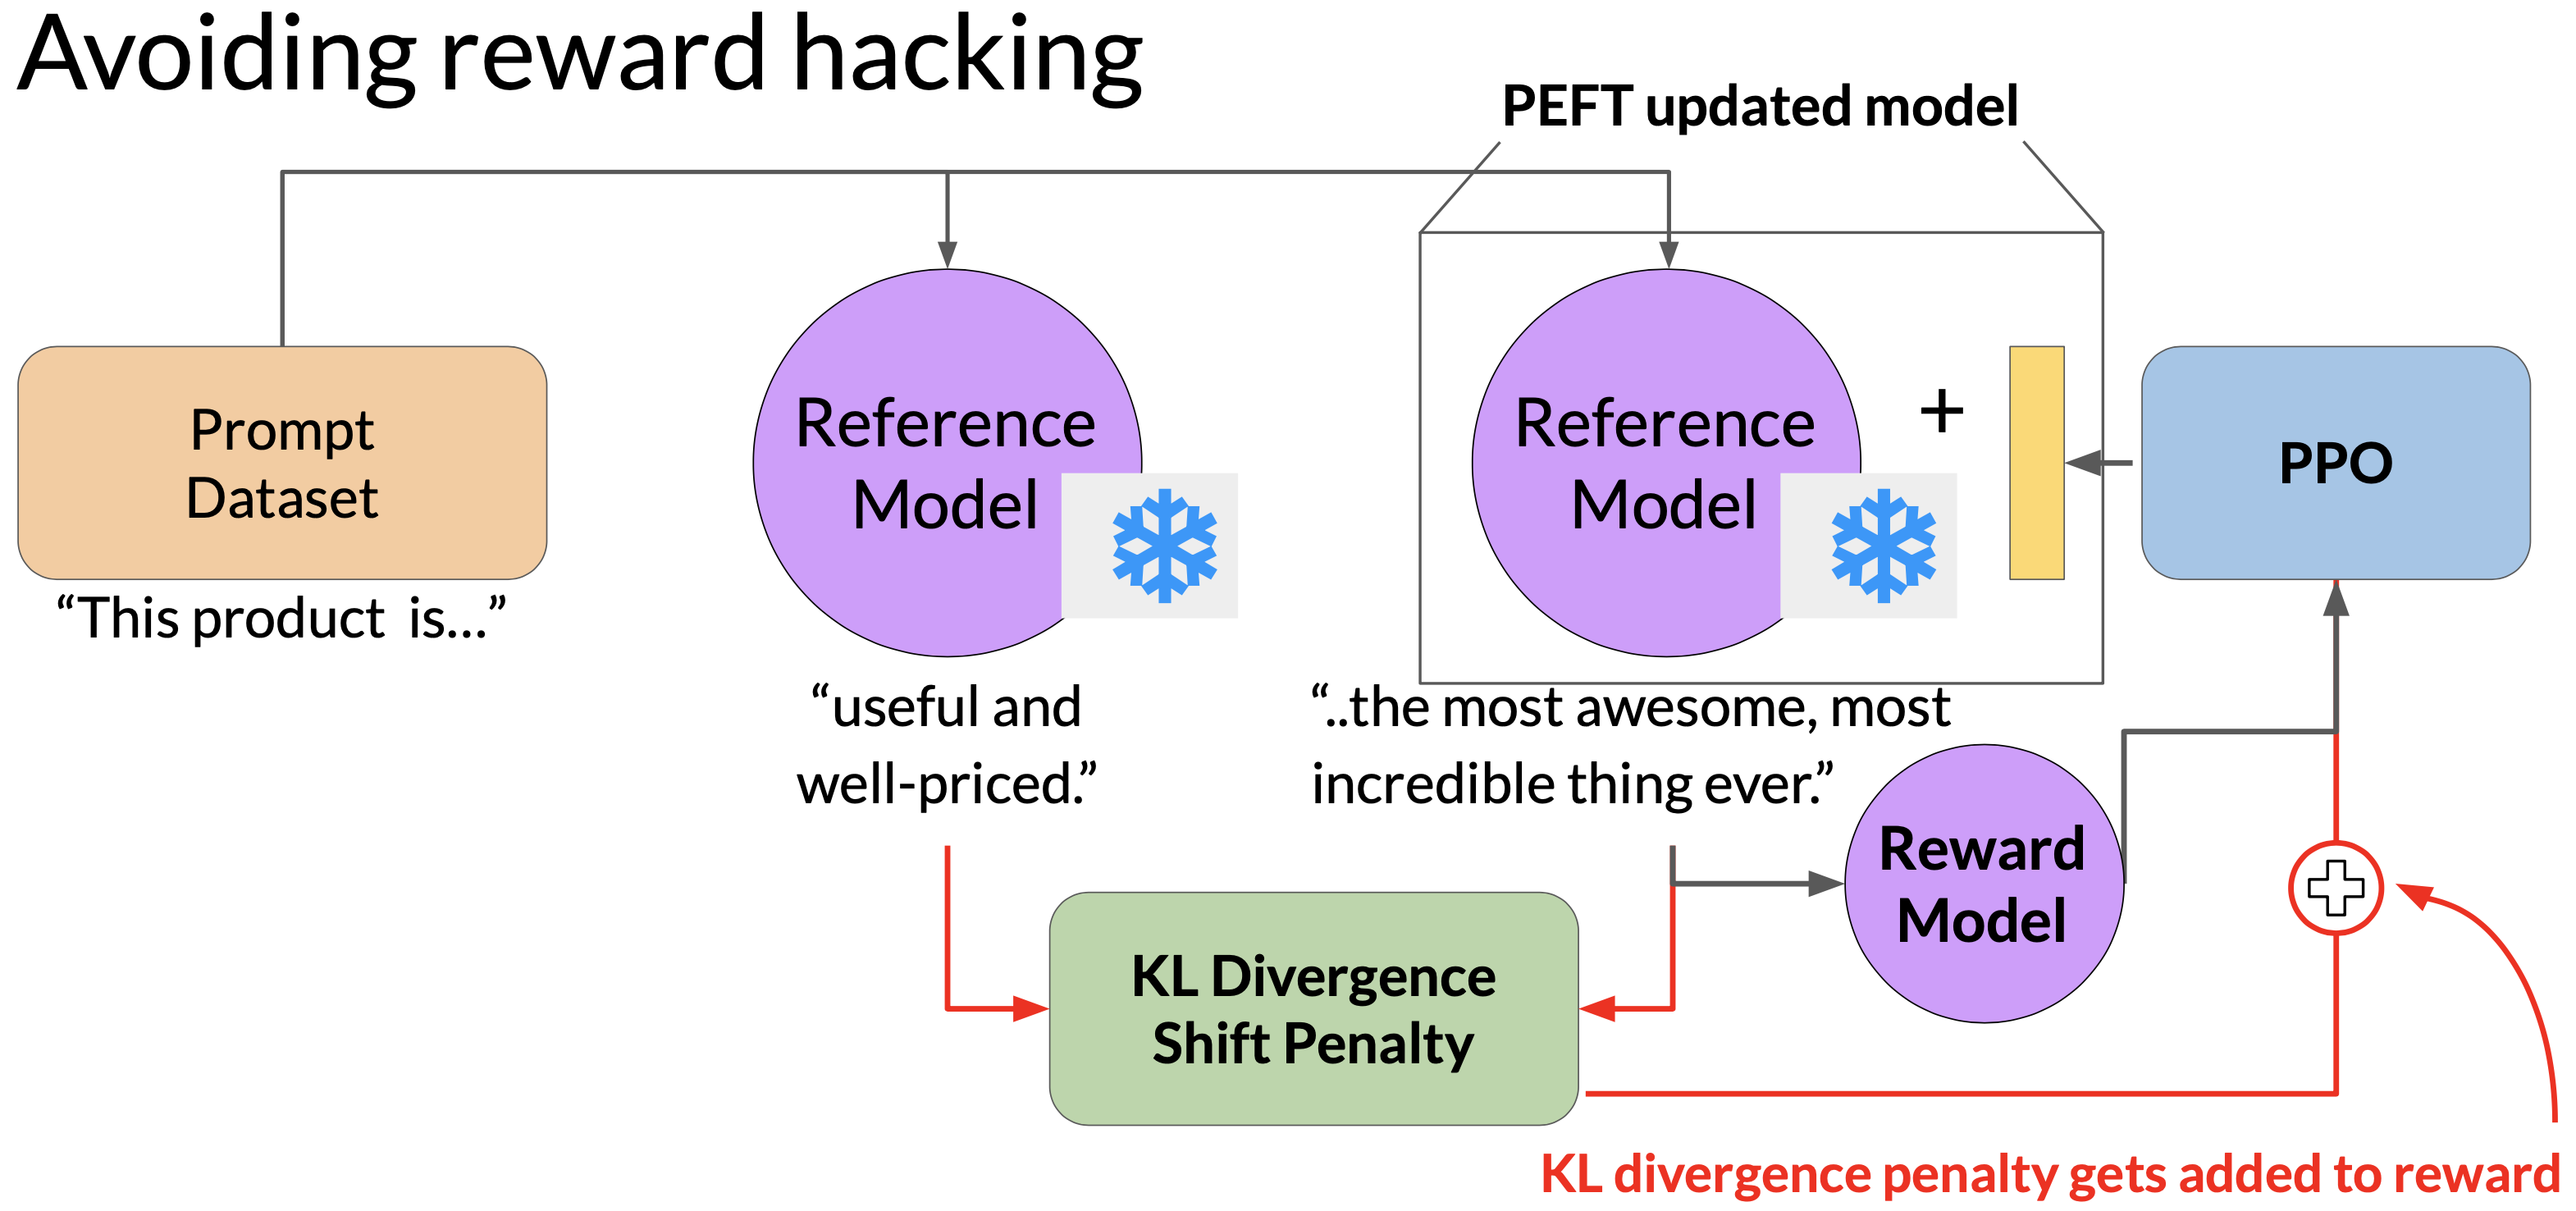 Avoiding reward hacking
PEFT updated model
Prompt
Dataset
“This product  is...”
Reference
Model
“useful and
well-priced.”
Reference
Model
+
“..the most awesome, most
incredible thing ever.”
PPO
Reward
Model
KL Divergence
Shift Penalty
KL divergence penalty gets added to reward